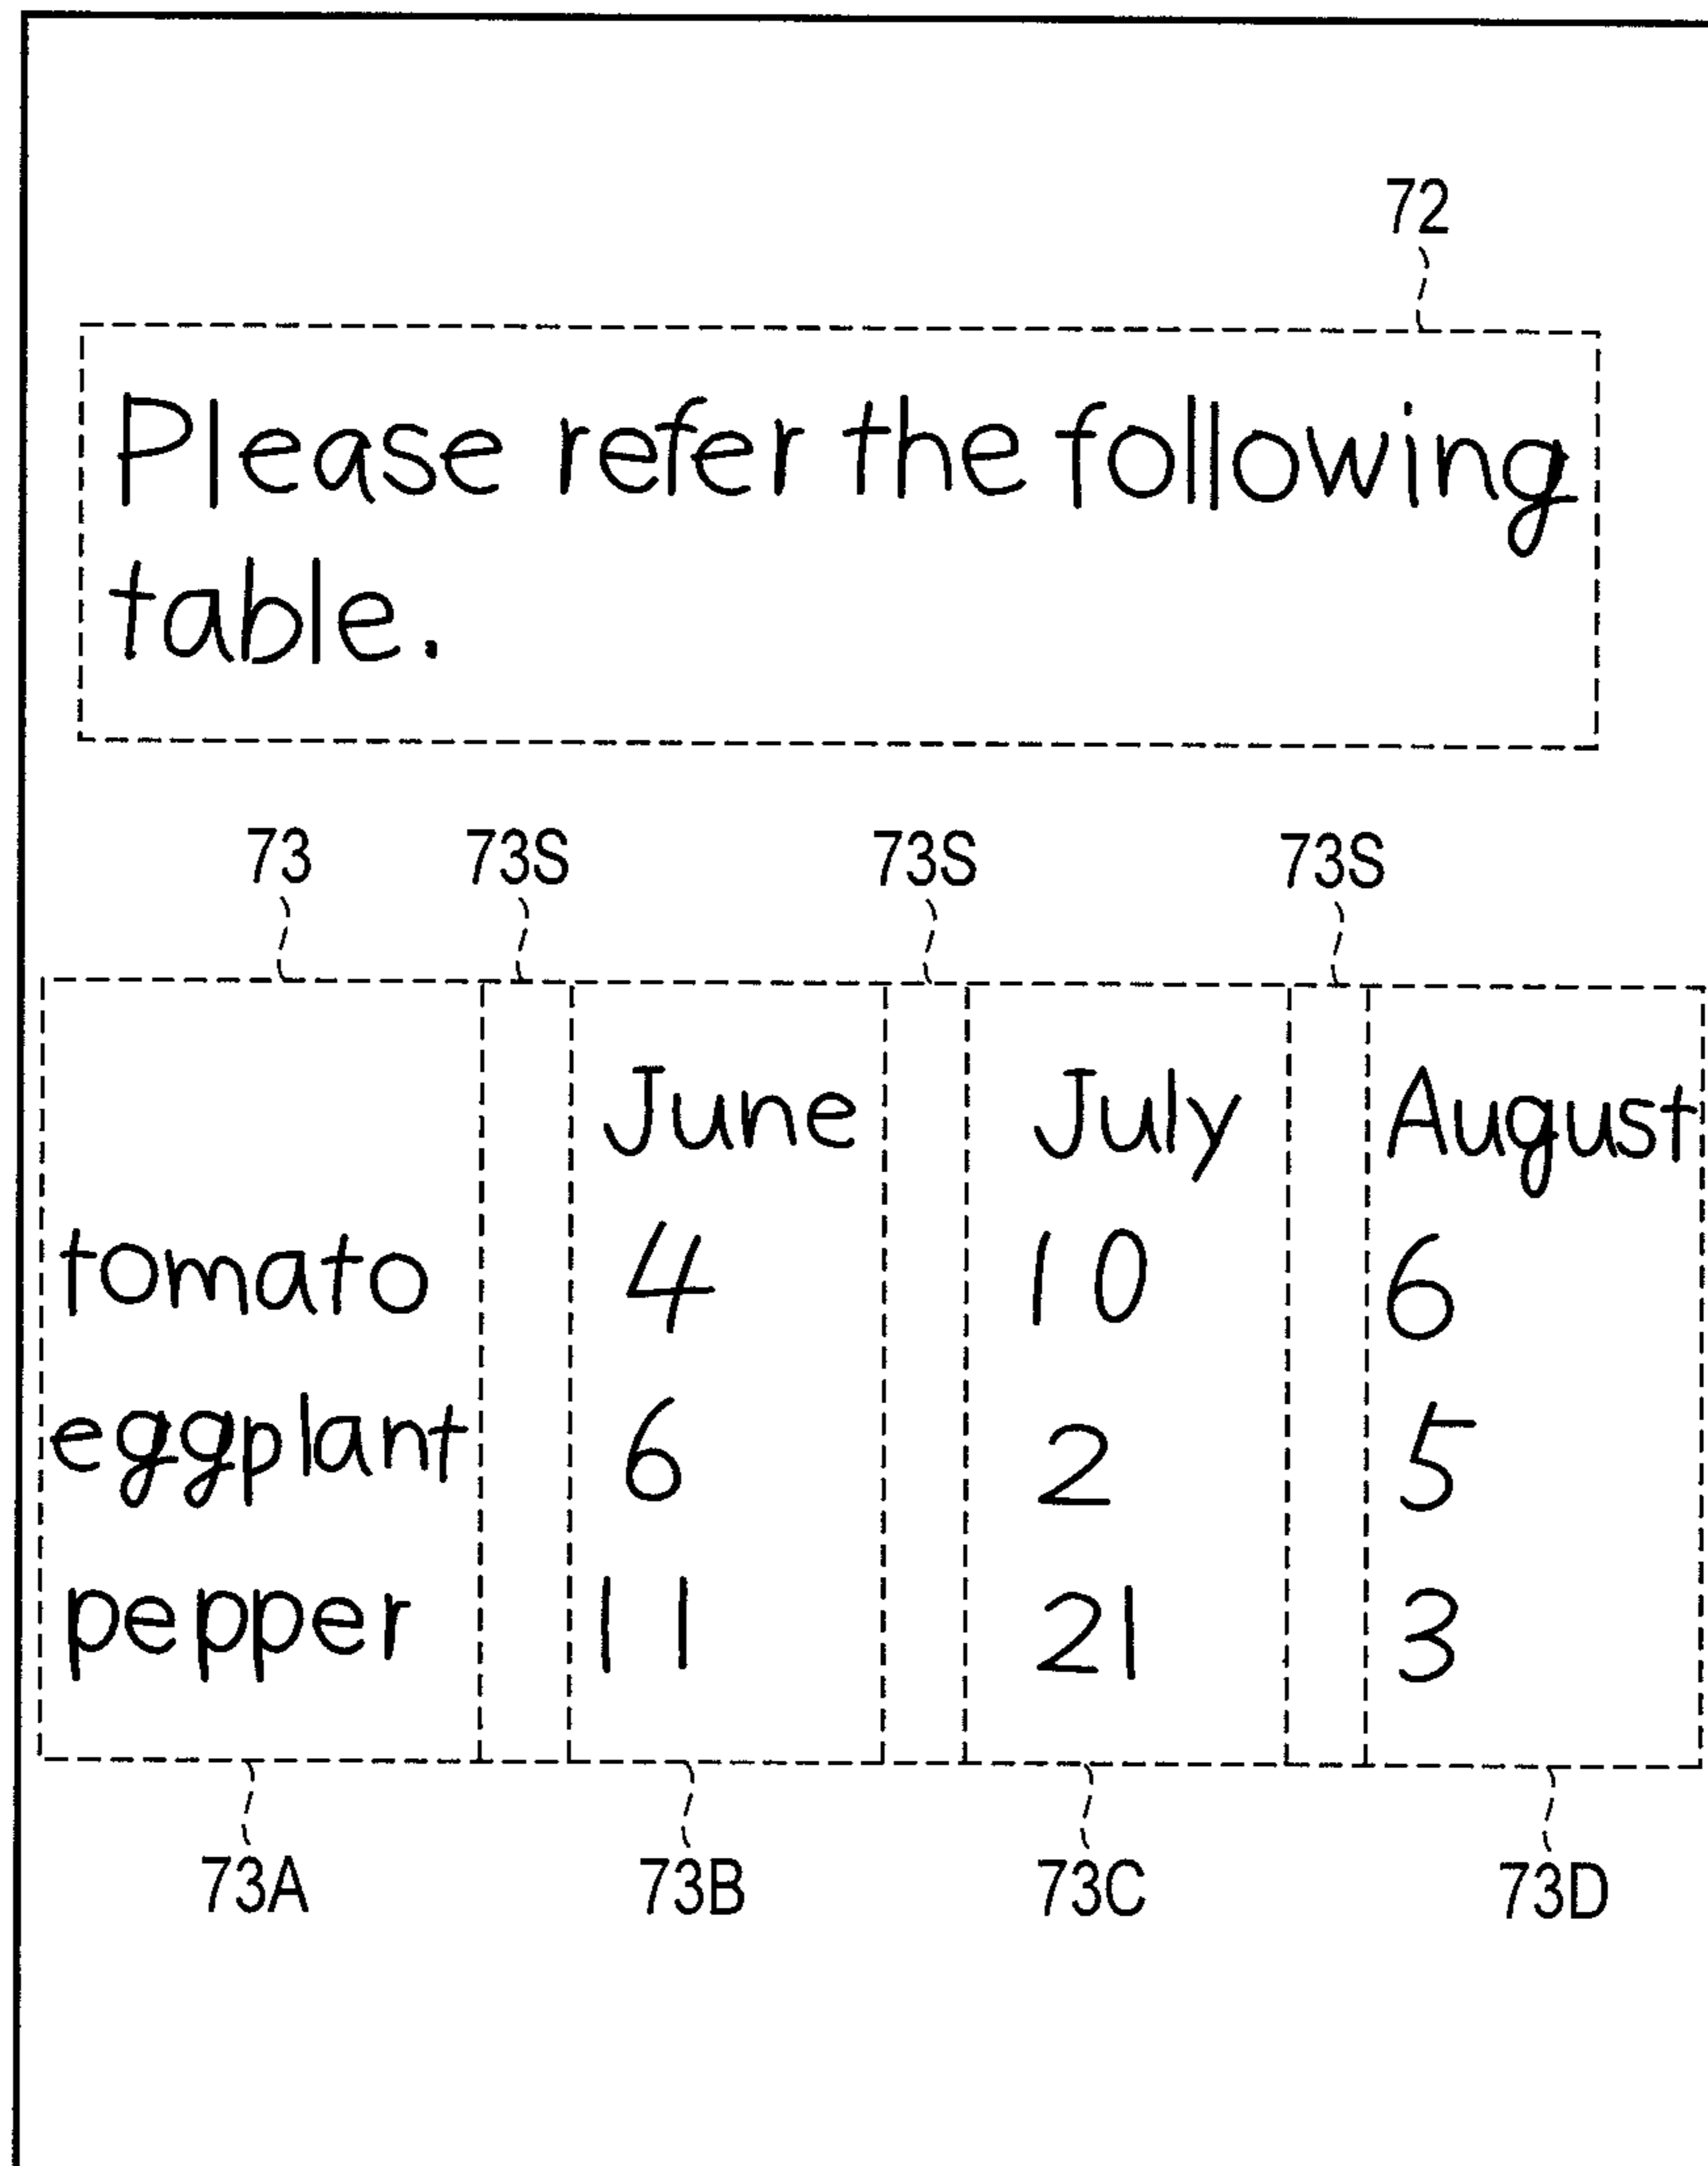 72
Please refer the following
table.
73 73S 73S 73S
June July August
tomato 4 10 6
eggplant 6 2 5
pepper 11 21 3
73A 73B 73C 73D